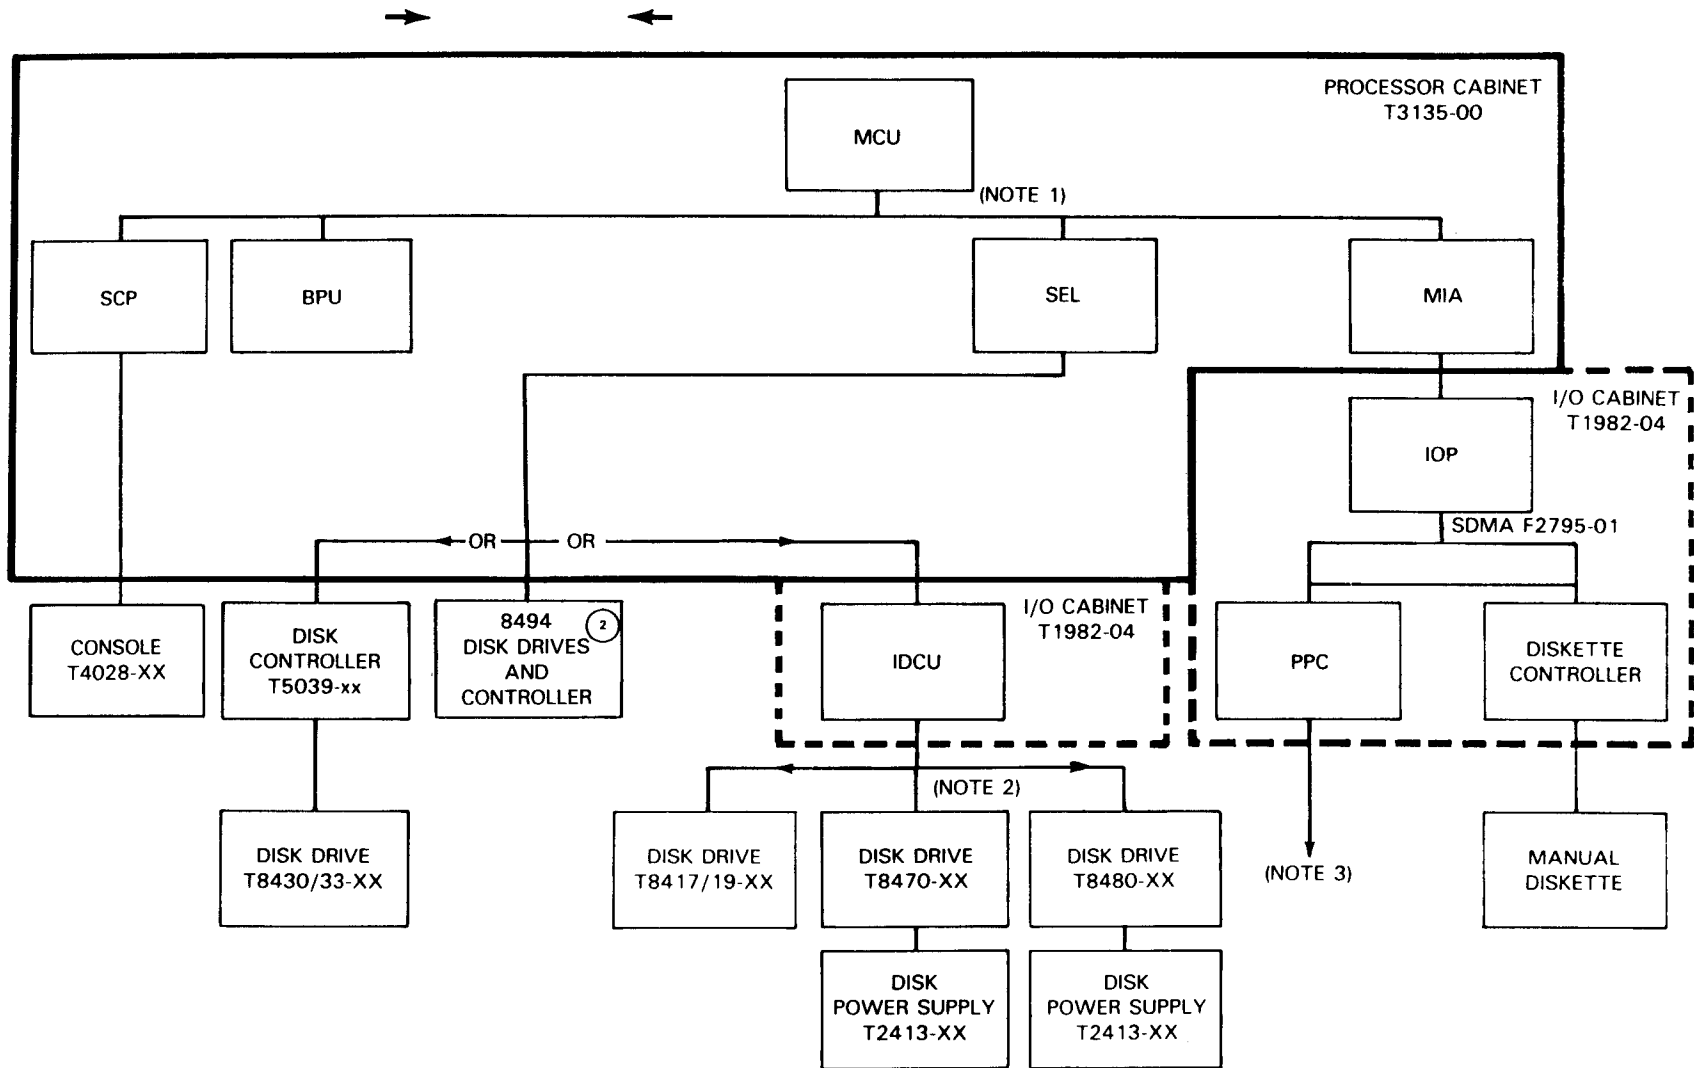 PROCESSOR CABINET
T3135-00
MCU
(NOTE 1)
SCP
BPU
SEL
MIA
I/O CABINET
T1982-04
IOP
SDMA F2795-01
OR
OR
CONSOLE
T4028-XX
DISK
CONTROLLER
T5039-xx
8494
2
DISK DRIVES
AND
CONTROLLER
IDCU
I/O CABINET
T1982-04
PPC
DISKETTE
CONTROLLER
(NOTE 2)
DISK DRIVE
T8430/33-XX
DISK DRIVE
T8417/19-XX
DISK DRIVE
T8470-XX
DISK DRIVE
T8480-XX
(NOTE 3)
MANUAL
DISKETTE
DISK
POWER SUPPLY
T2413-XX
DISK
POWER SUPPLY
T2413-XX